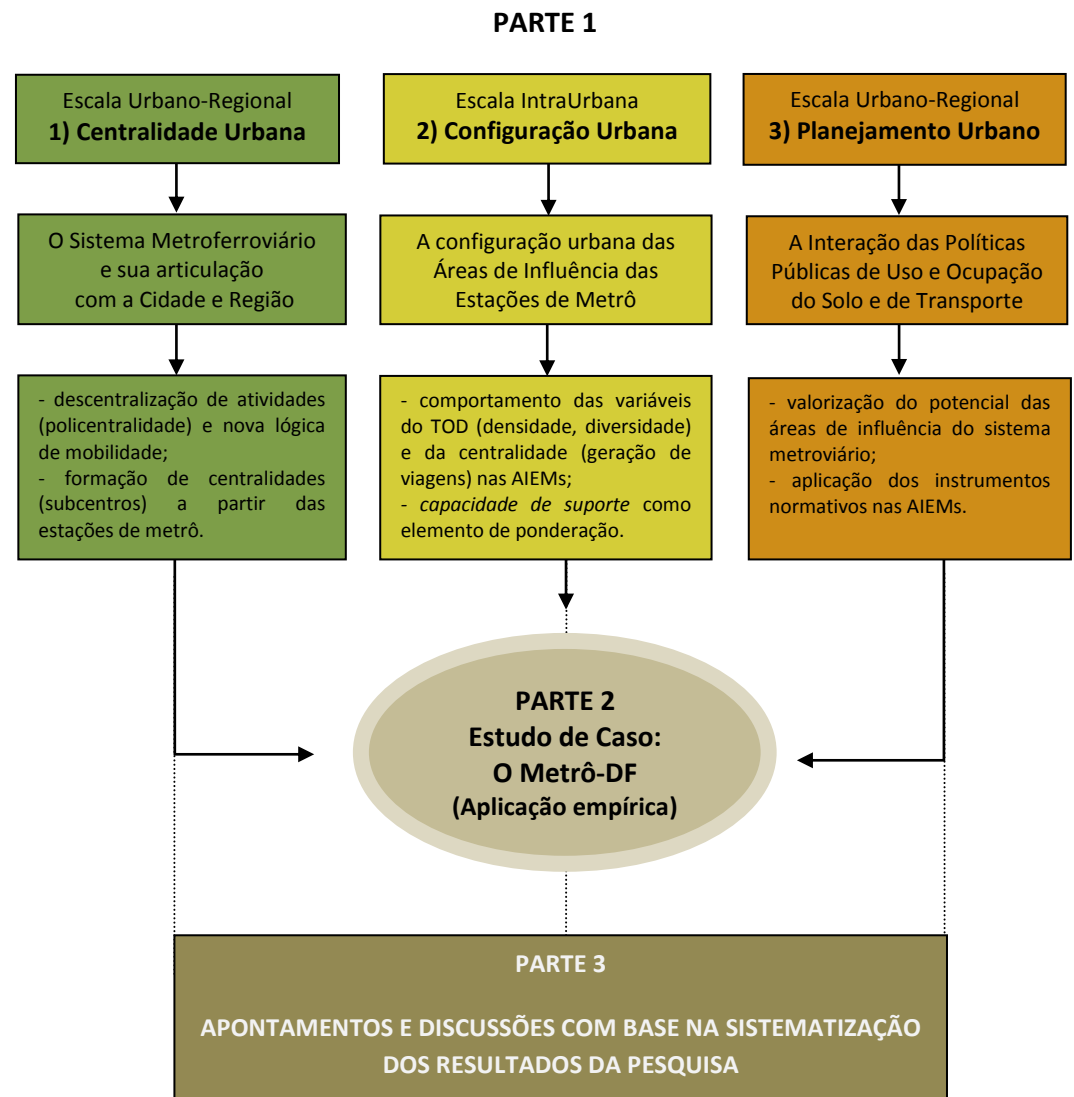 PARTE 1
Escala Urbano-Regional
1) Centralidade Urbana
O Sistema Metroferroviário
e sua articulação
com a Cidade e Região
- descentralização de atividades
(policentralidade) e nova lógica
de mobilidade;
- formação de centralidades
(subcentros) a partir das
estações de metrô.
Escala IntraUrbana
2) Configuração Urbana
A configuração urbana das
Áreas de Influência das
Estações de Metrô
- comportamento das variáveis
do TOD (densidade, diversidade)
e da centralidade (geração de
viagens) nas AIEMs;
- capacidade de suporte como
elemento de ponderação.
Escala Urbano-Regional
3) Planejamento Urbano
A Interação das Políticas
Públicas de Uso e Ocupação
do Solo e de Transporte
- valorização do potencial das
áreas de influência do sistema
metroviário;
- aplicação dos instrumentos
normativos nas AIEMs.
PARTE 2
Estudo de Caso:
O Metrô-DF
(Aplicação empírica)
PARTE 3
APONTAMENTOS E DISCUSSÕES COM BASE NA SISTEMATIZAÇÃO
DOS RESULTADOS DA PESQUISA